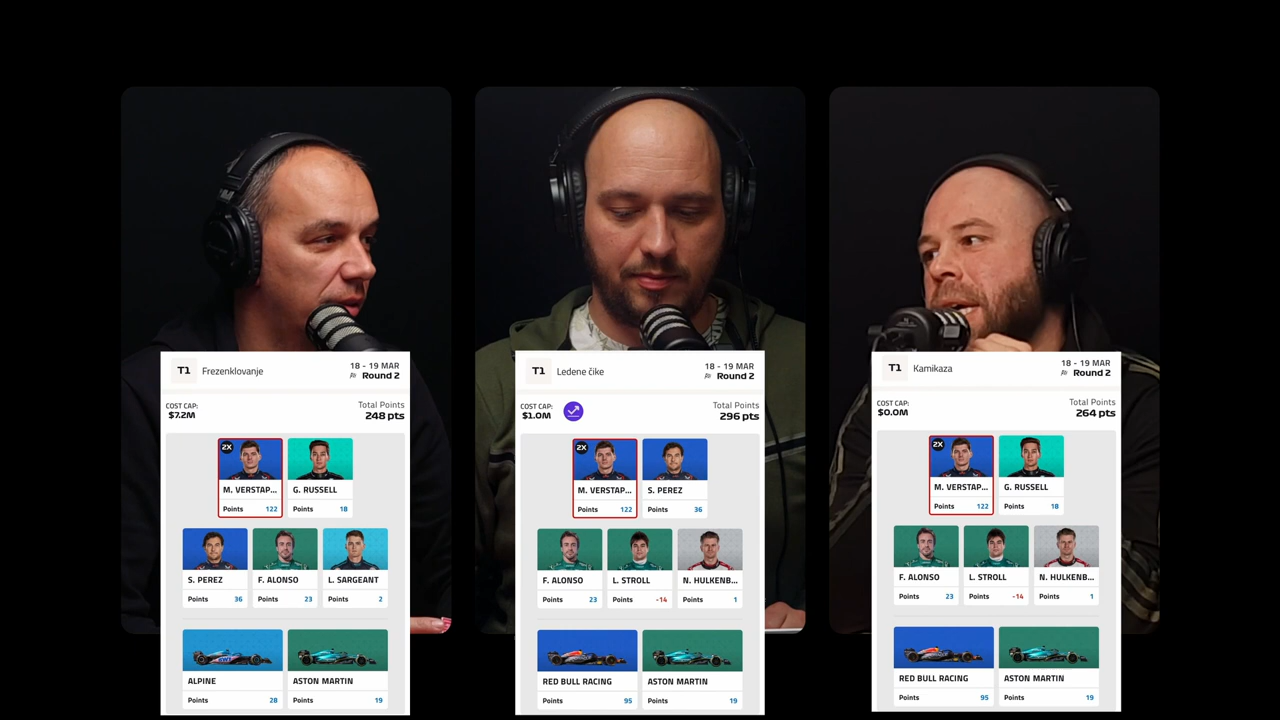 T1 Frezenklovanje
18 - 19 MAR
Round 2
COST CAP:
$7.2M
Total Points
248 pts
2X
M. VERSTAP...
Points 122
G. RUSSELL
Points 18
S. PEREZ
Points 36
F. ALONSO
Points 23
L. SARGEANT
Points 2
ALPINE
Points 28
ASTON MARTIN
Points 19
T1 Ledene čike
18 - 19 MAR
Round 2
COST CAP:
$1.0M
Total Points
296 pts
2X
M. VERSTAP...
Points 122
S. PEREZ
Points 36
F. ALONSO
Points 23
L. STROLL
Points -14
N. HULKENB...
Points 1
RED BULL RACING
Points 95
ASTON MARTIN
Points 19
T1 Kamikaza
18 - 19 MAR
Round 2
COST CAP:
$0.0M
Total Points
264 pts
2X
M. VERSTAP...
Points 122
G. RUSSELL
Points 18
F. ALONSO
Points 23
L. STROLL
Points -14
N. HULKENB...
Points 1
RED BULL RACING
Points 95
ASTON MARTIN
Points 19